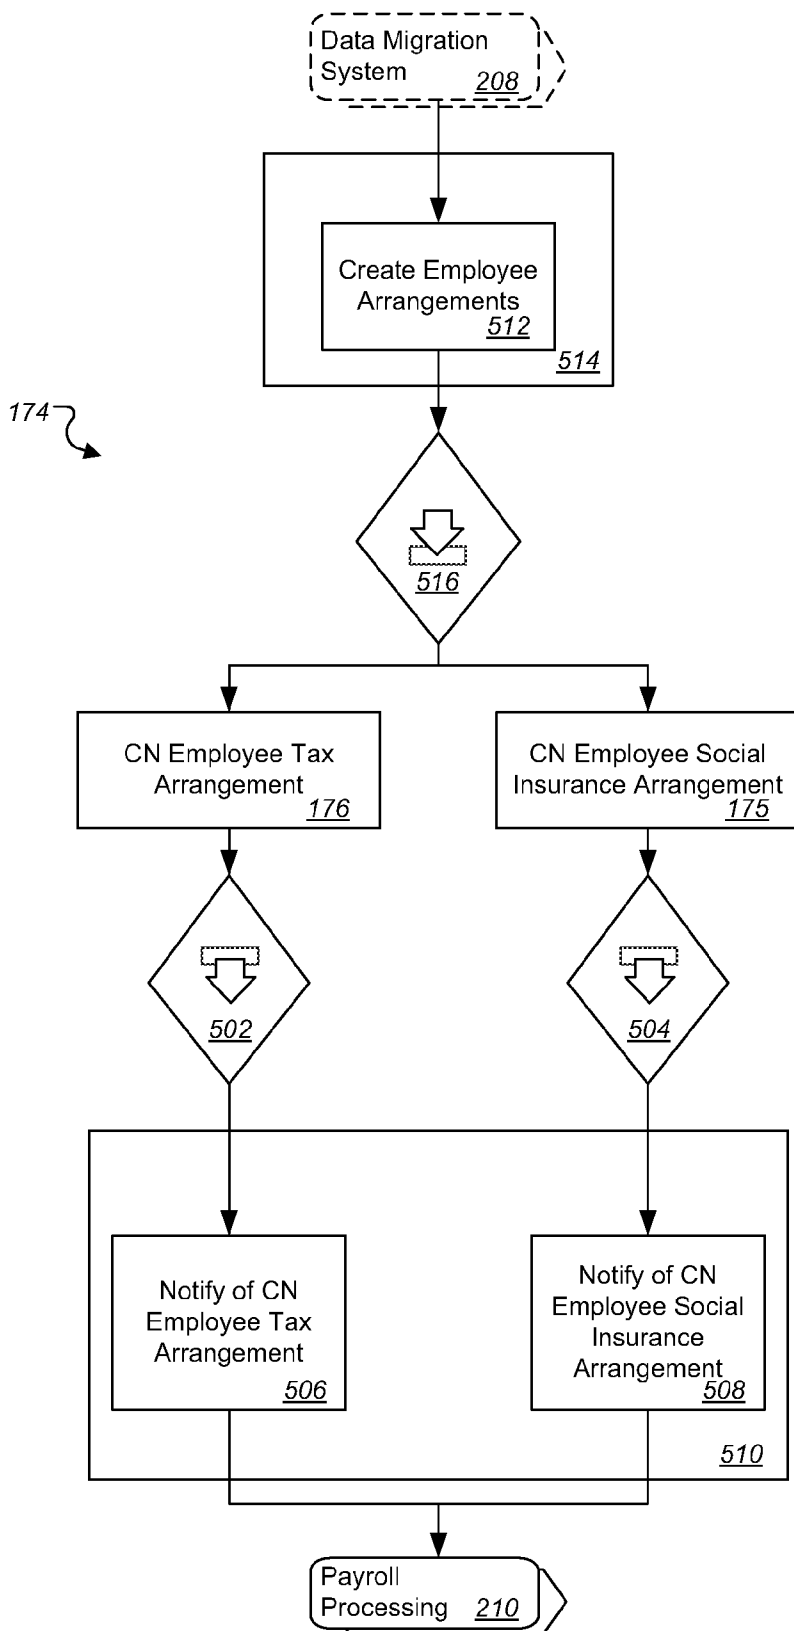 Data Migration
System 208
Create Employee
Arrangements
512
514
174
516
CN Employee Tax
Arrangement
176
CN Employee Social
Insurance Arrangement
175
502
504
Notify of CN
Employee Tax
Arrangement
506
Notify of CN
Employee Social
Insurance
Arrangement
508
510
Payroll
Processing 210